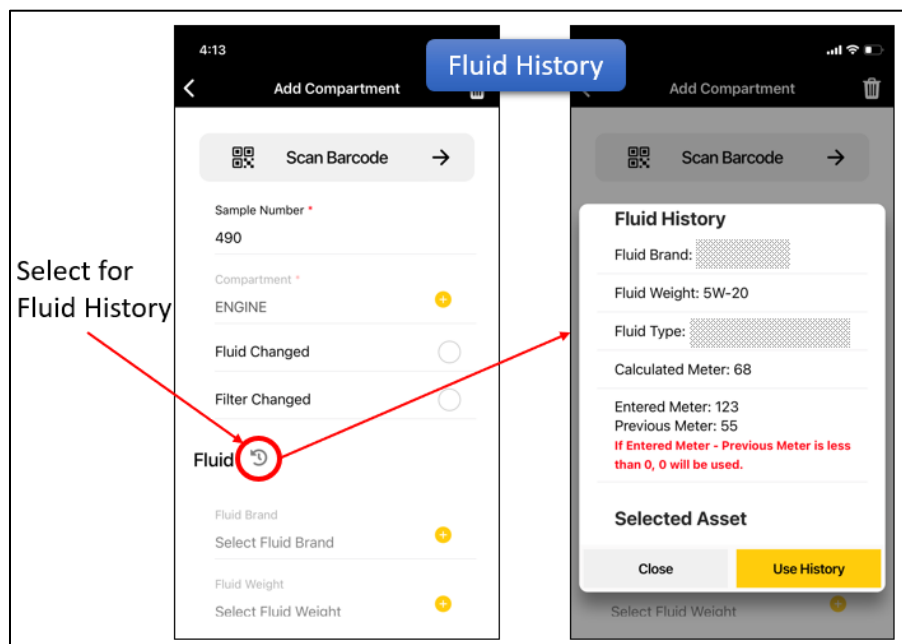 Fluid History
Select for
Fluid History
4:13
Add Compartment
Scan Barcode
Sample Number *
490
Compartment *
ENGINE
Fluid Changed
Filter Changed
Fluid
Fluid Brand
Select Fluid Brand
Fluid Weight
Select Fluid Weight
Add Compartment
Scan Barcode
Fluid History
Fluid Brand:
Fluid Weight: 5W-20
Fluid Type:
Calculated Meter: 68
Entered Meter: 123
Previous Meter: 55
If Entered Meter - Previous Meter is less
than 0, 0 will be used.
Selected Asset
Close
Use History
Select Fluid Weight